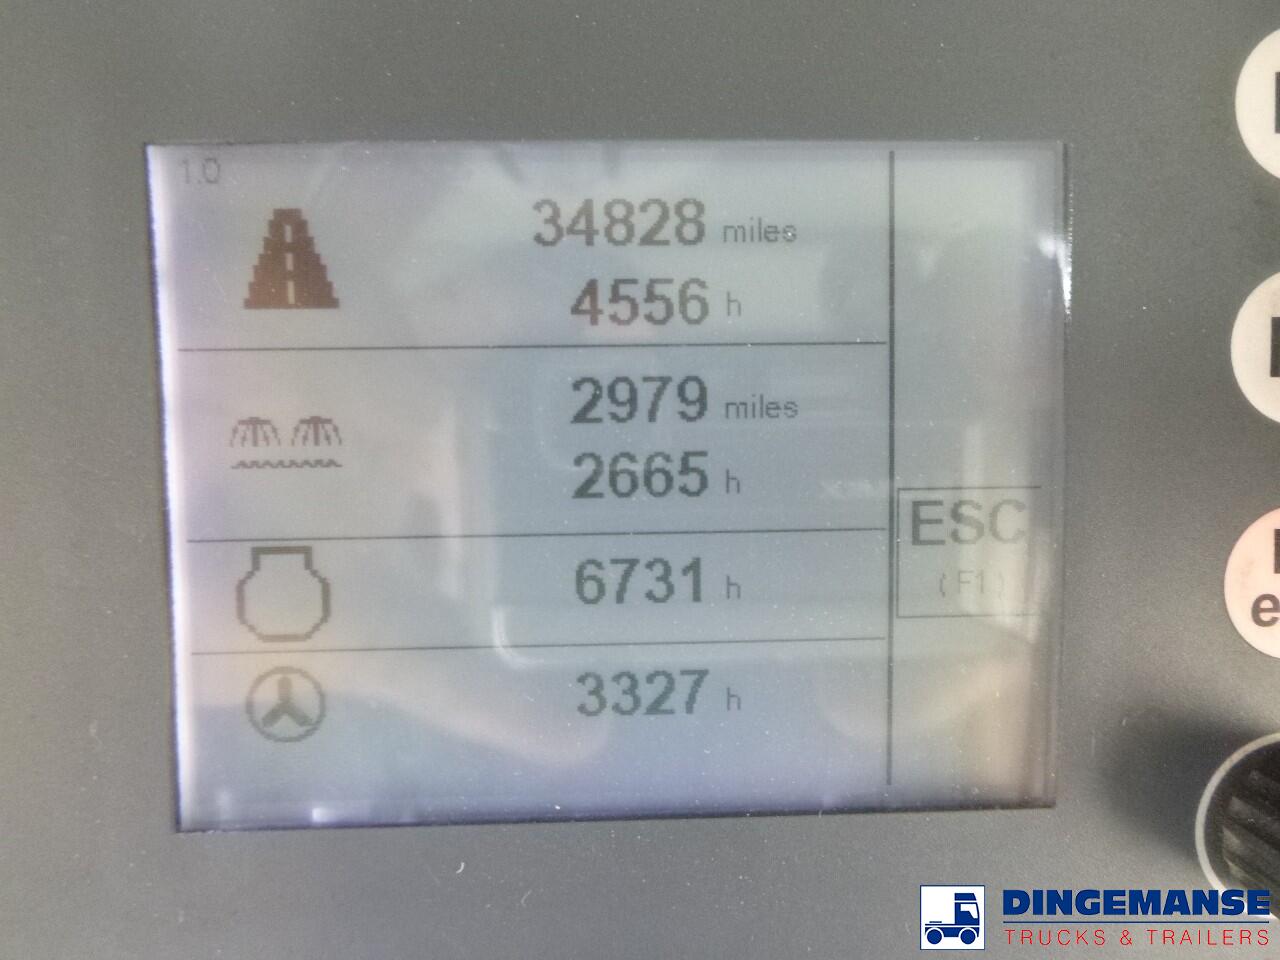 1.0
34828 miles
4556 h
2979 miles
2665 h
6731 h
3327 h
ESC
(F1)
e
DINGEMANSE
TRUCKS & TRAILERS